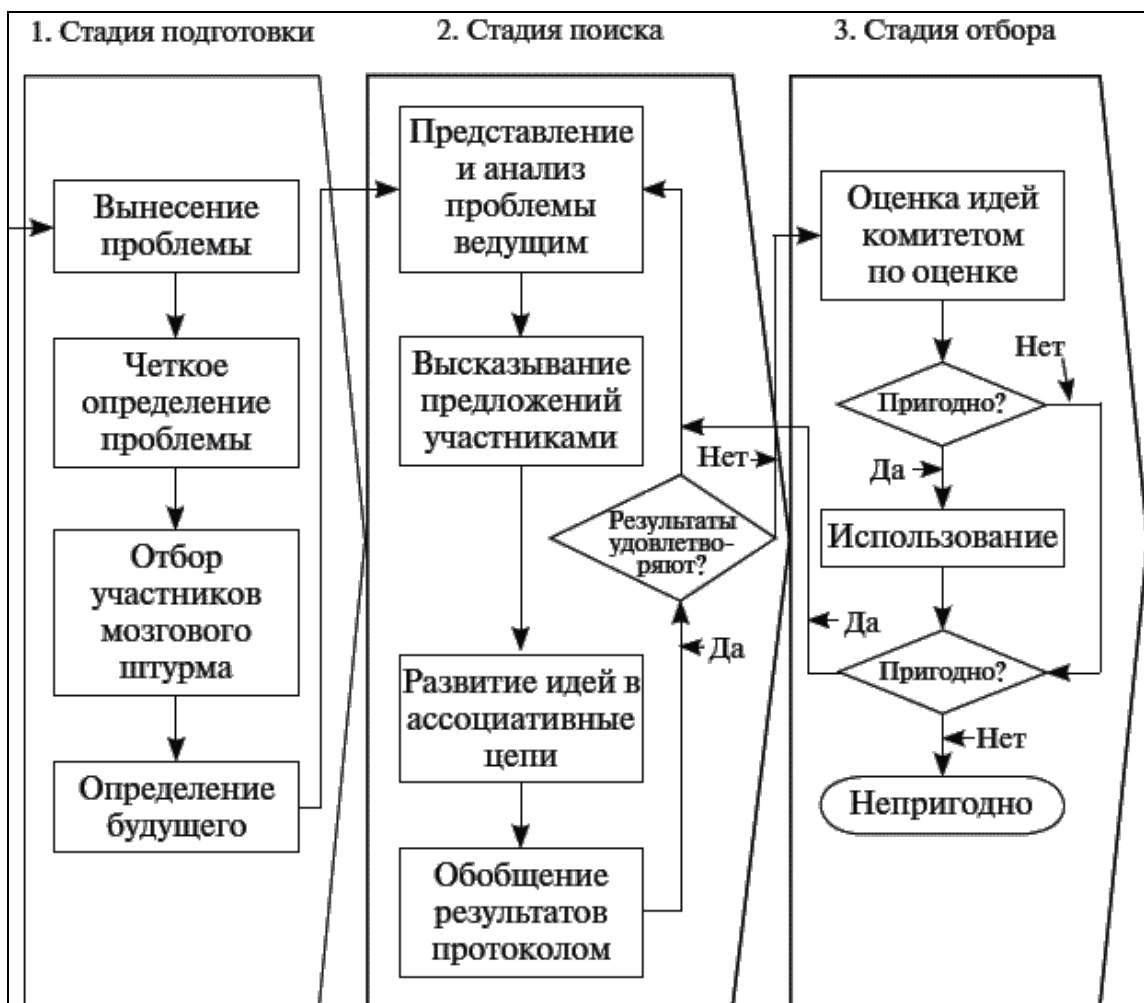 1. Стадия подготовки
2. Стадия поиска
3. Стадия отбора
Вынесение
проблемы
Четкое
определение
проблемы
Отбор
участников
мозгового
штурма
Определение
будущего
Представление
и анализ
проблемы
ведущим
Высказывание
предложений
участниками
Нет
Результаты
удовлетво-
ряют?
Да
Развитие идей в
ассоциативные
цепи
Обобщение
результатов
протоколом
Оценка идей
комитетом
по оценке
Нет
Пригодно?
Да
Использование
Да
Пригодно?
Нет
Непригодно